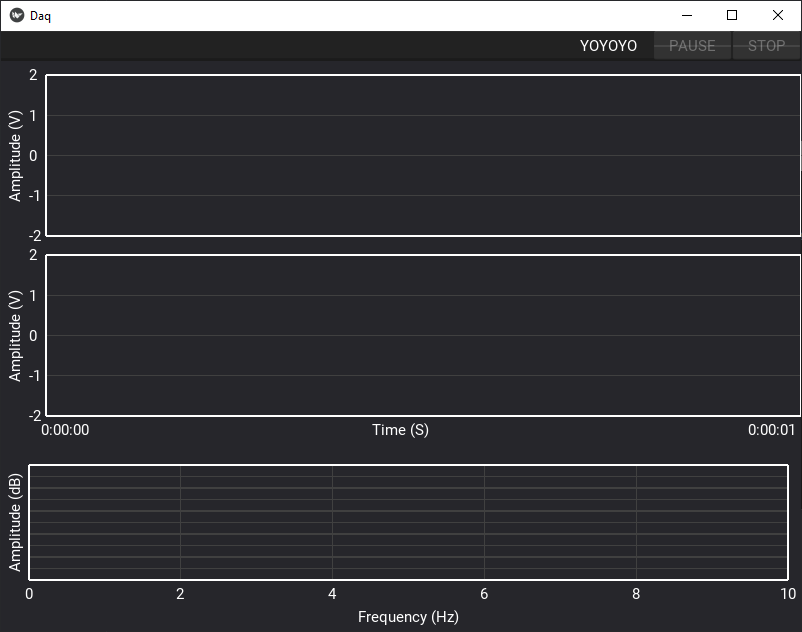 Daq
YOYOYO PAUSE STOP
Amplitude (V)
2
1
0
-1
-2
Amplitude (V)
2
1
0
-1
-2
0:00:00 Time (S) 0:00:01
Amplitude (dB)
0 2 4 6 8 10
Frequency (Hz)